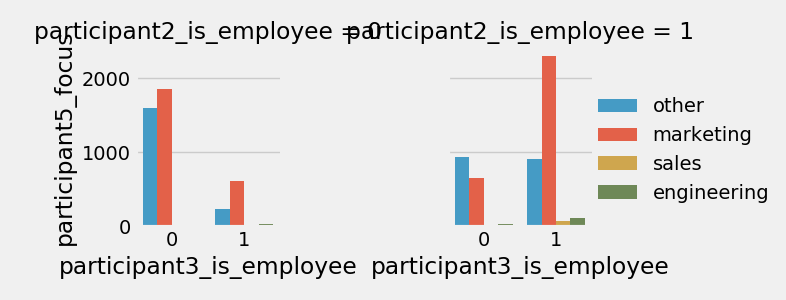 participant2_is_employee = 0
participant2_is_employee = 1
participant5_focus
2000
1000
0
0 1
0 1
participant3_is_employee
participant3_is_employee
other
marketing
sales
engineering